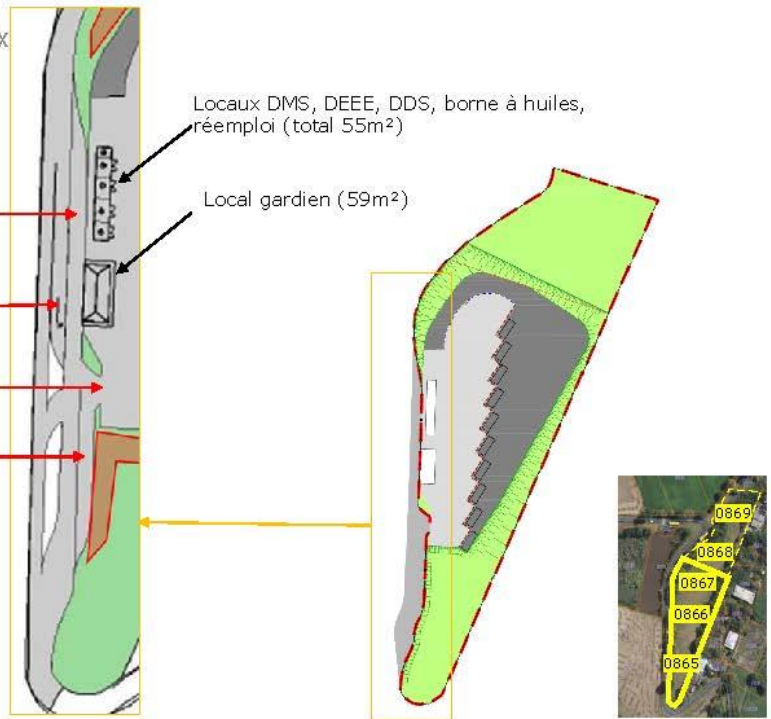 x
Locaux DMS, DEEE, DDS, borne à huiles,
réemploi (total 55m²)
Local gardien (59m²)
0869
0868
0867
0866
0865